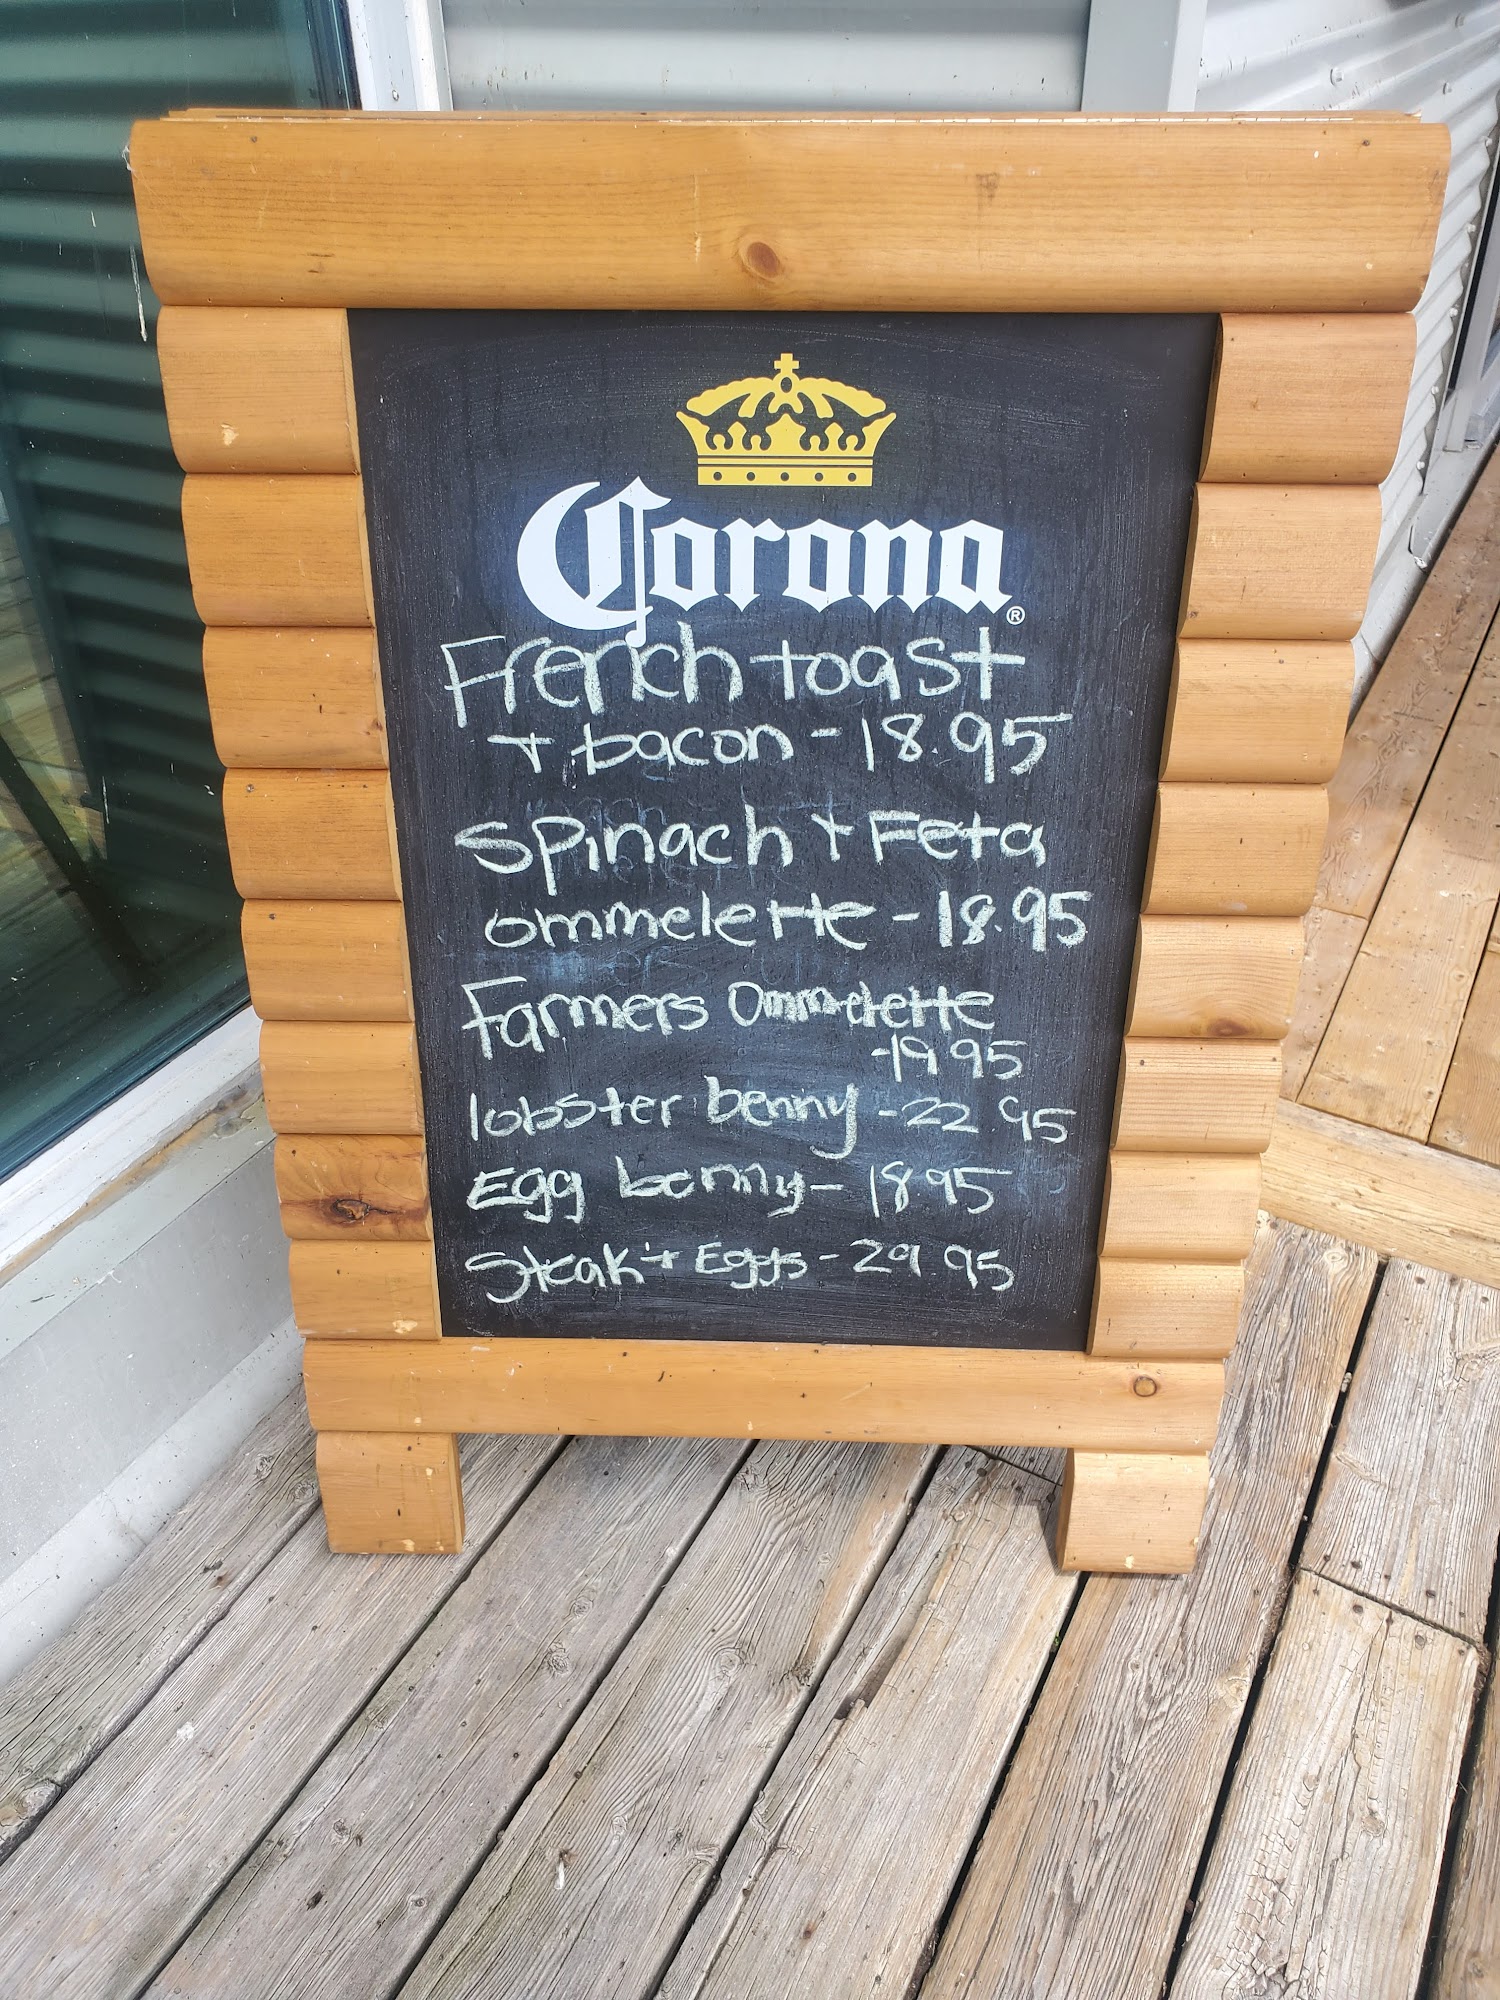 Corona®
French toast
+ bacon - 18.95
Spinach + Feta
ommelette - 18.95
Farmers Ommelette
- 19 95
lobster benny - 22.95
Egg benny - 18.95
Steak + Eggs - 29 95